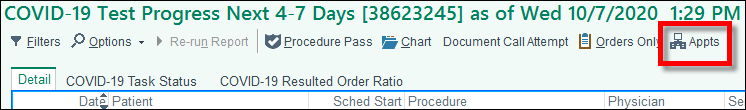 COVID-19 Test Progress Next 4-7 Days [38623245] as of Wed 10/7/2020 1:29 PM
Filters Options Re-run Report Procedure Pass Chart Document Call Attempt Orders Only Appts
Detail COVID-19 Task Status COVID-19 Resulted Order Ratio
Date Patient Sched Start Procedure Physician Se